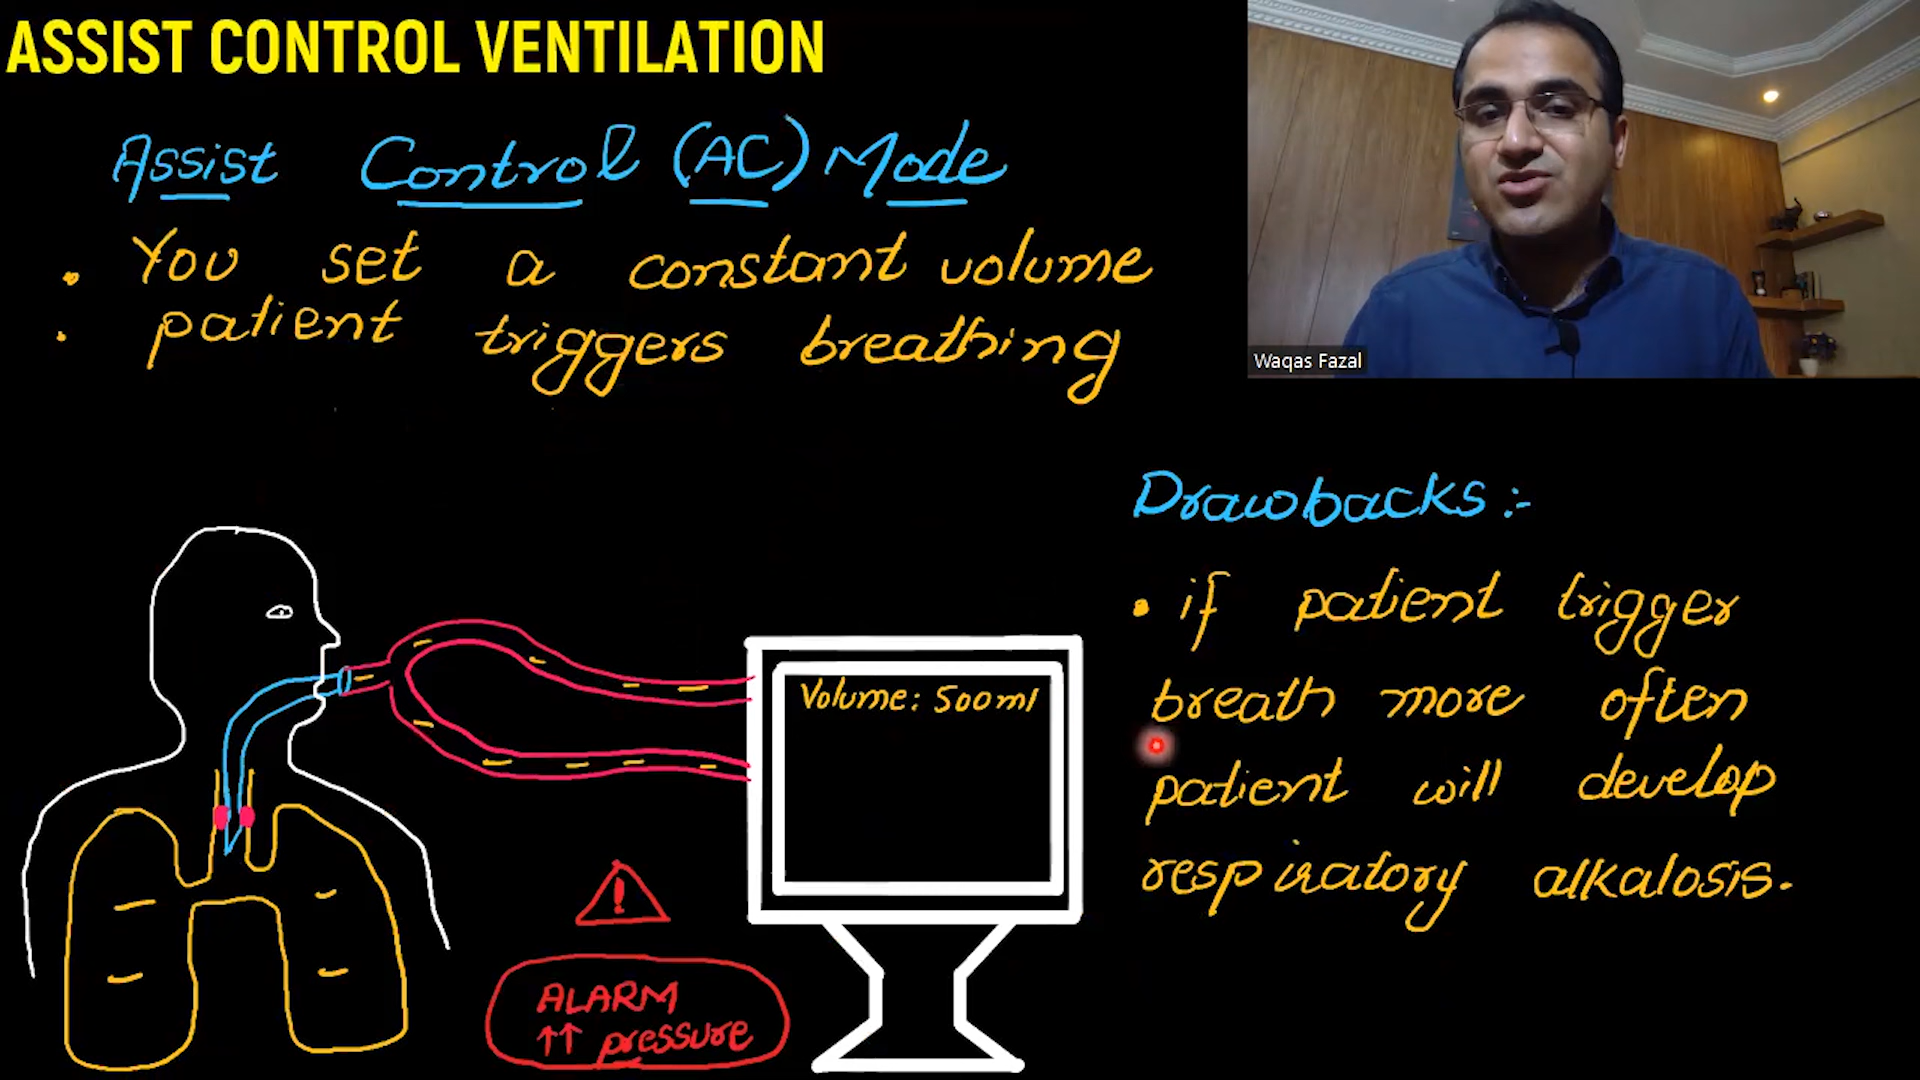 ASSIST CONTROL VENTILATION
Assist Control (AC) Mode
• You set a constant volume
• patient triggers breathing
Waqas Fazal
Drawbacks :-
• if patient trigger
breath more often
patient will develop
respiratory alkalosis.
Volume: 500ml
!
ALARM
↑↑ pressure